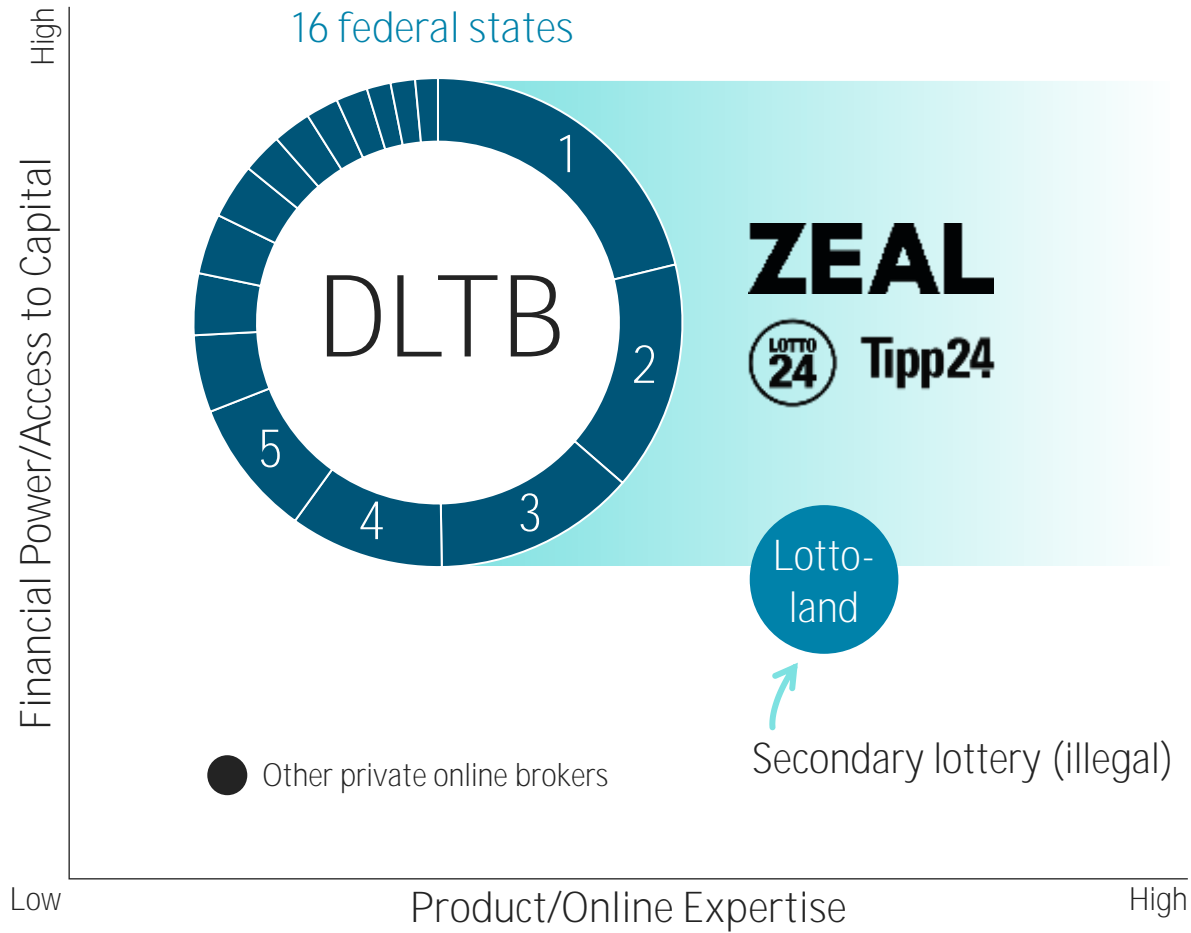 16 federal states
High
Financial Power/Access to Capital
1
2
3
4
5
DLTB
ZEAL
LOTTO
24
Tipp24
Lotto-
land
Secondary lottery (illegal)
Other private online brokers
Low
Product/Online Expertise
High